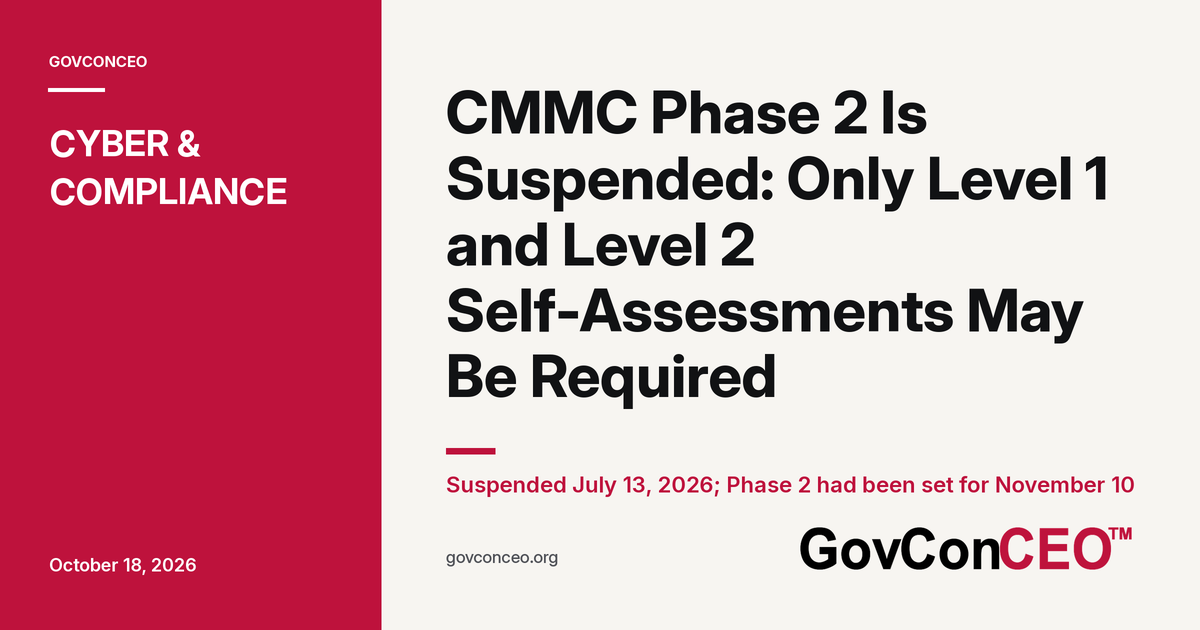 GOVCONCEO
CYBER &
COMPLIANCE
October 18, 2026
CMMC Phase 2 Is
Suspended: Only Level 1
and Level 2
Self-Assessments May
Be Required
Suspended July 13, 2026; Phase 2 had been set for November 10
govconceo.org
GovConCEO™